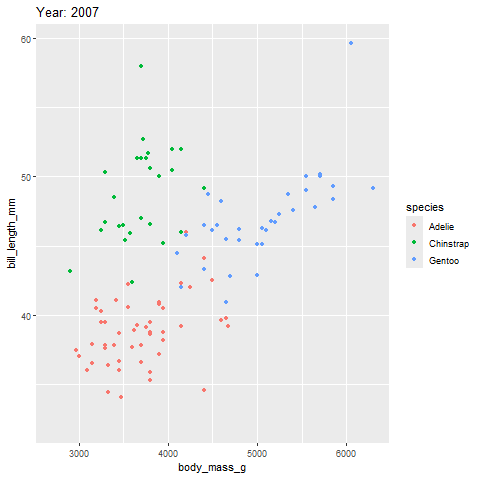 Year: 2007
60
50
40
bill_length_mm
3000
4000
5000
6000
body_mass_g
species
Adelie
Chinstrap
Gentoo